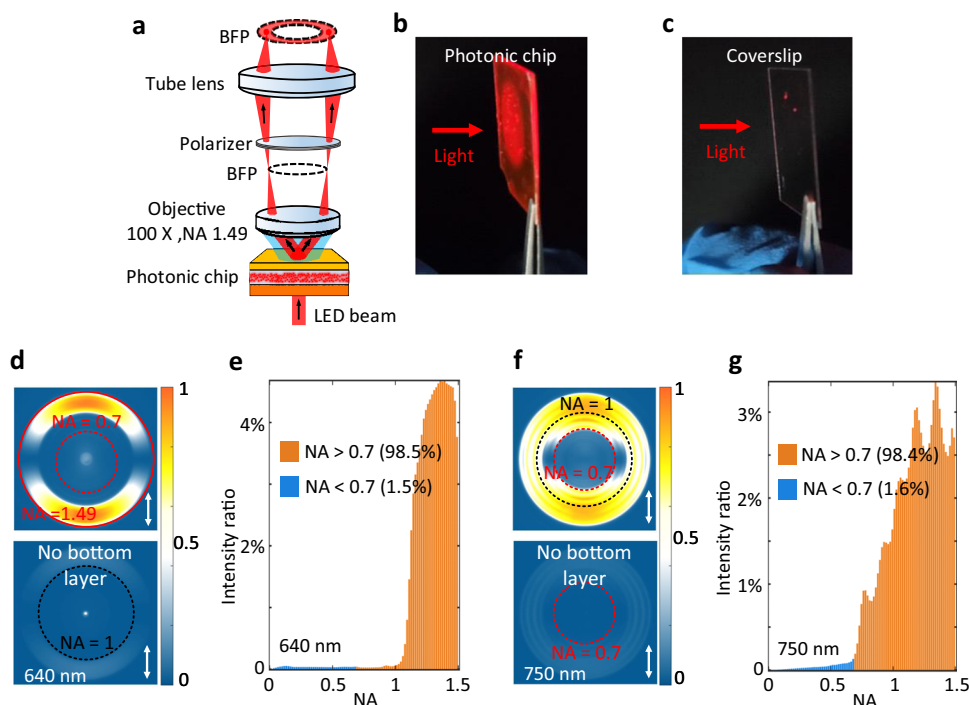 a
BFP
Tube lens
Polarizer
BFP
Objective
100 X ,NA 1.49
Photonic chip
LED beam
b
Photonic chip
Light
c
Coverslip
Light
d
NA = 0.7
NA =1.49
1
0.5
0
No bottom
layer
NA = 1
640 nm
e
Intensity ratio
4%
2%
0
NA > 0.7 (98.5%)
NA < 0.7 (1.5%)
640 nm
0
0.5
1
1.5
NA
f
NA = 1
NA = 0.7
1
0.5
0
No bottom
layer
NA = 0.7
750 nm
g
Intensity ratio
3%
2%
1%
0
NA > 0.7 (98.4%)
NA < 0.7 (1.6%)
750 nm
0
0.5
1
1.5
NA